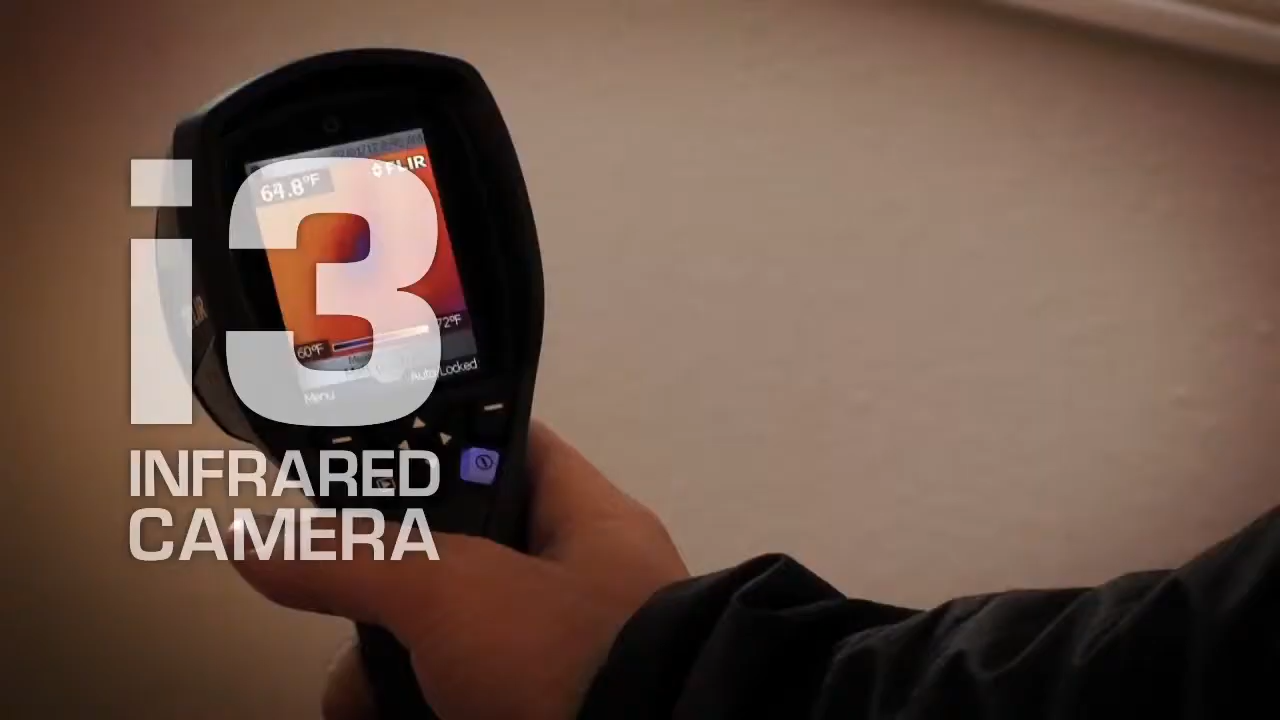 i3
INFRARED
CAMERA
64.8°F
FLIR
60°F
72°F
Auto Locked
Menu